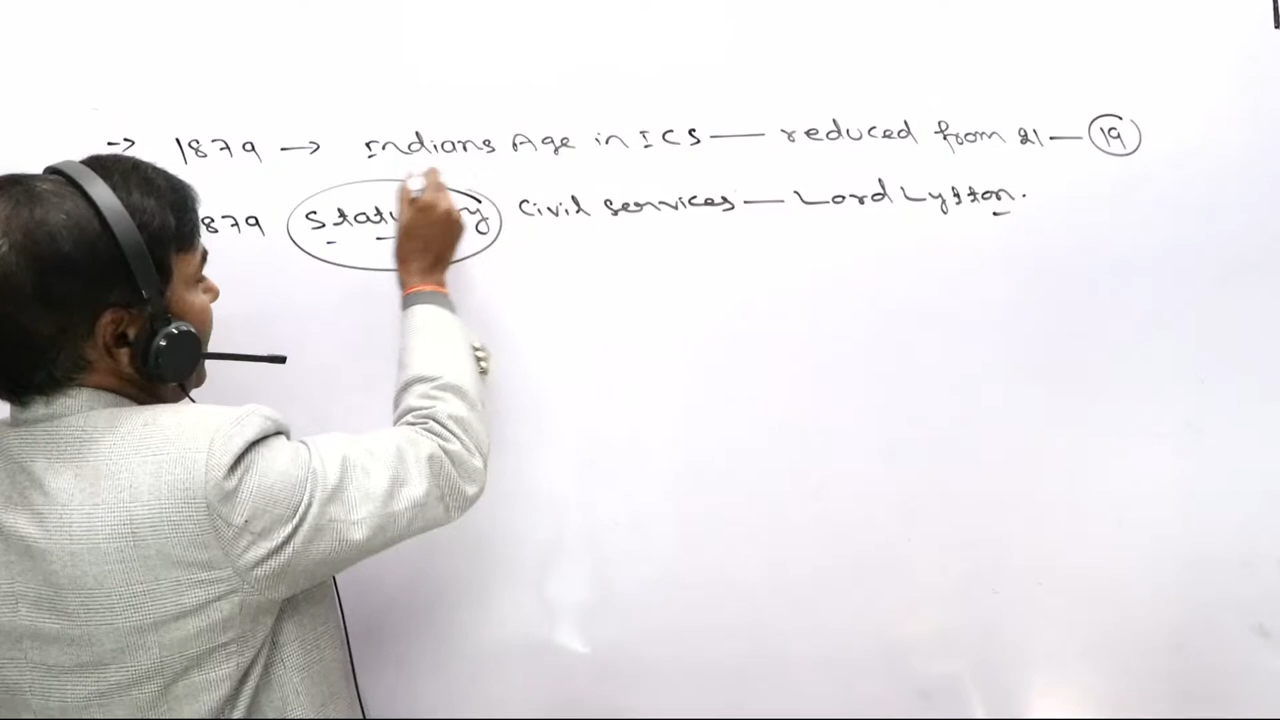 → 1879 → Indians Age in ICS — reduced from 21 — 19
879 Civil services — Lord Lytton.